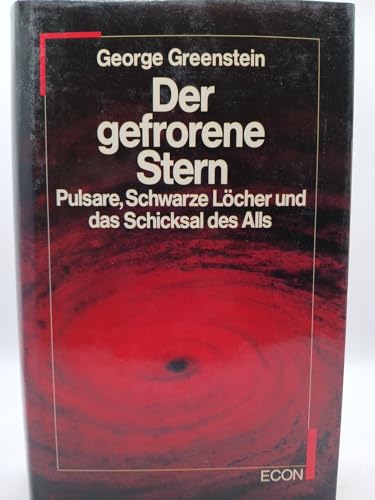 George Greenstein
Der
gefrorene
Stern
Pulsare, Schwarze Löcher und
das Schicksal des Alls
ECON